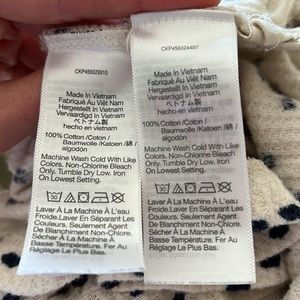 CKP456029910
Made In Vietnam
Fabriqué Au Viêt Nam
Hergestellt in Vietnam
Vervaardigd in Vietnam
ベトナム製
hecho en vietnam
100% Cotton /Coton /
Baumwolle /Katoen /綿 /
algodón
Machine Wash Cold With Like
Colors. Non-Chlorine Bleach
Only, Tumble Dry Low. Iron
On Lowest Setting.
Laver À La Machine À L'eau
Froide.Laver En Séparant Les
Couleurs, Seulement Agent
De Blanchiment Non-Chlore.
Sécher À La Machine À
Basse Température. Fer Au
Réglage Le Plus Bas.
CKP456024497
Made In Vietnam
Fabriqué Au Viêt Nam
Hergestellt in Vietnam
Vervaardigd in Vietnam
ベトナム製
hecho en vietnam
100% Cotton /Coton /
Baumwolle /Katoen /綿 /
algodón
Machine Wash Cold With Like
Colors. Non-Chlorine Bleach
Only, Tumble Dry Low. Iron On
Lowest Setting.
Laver À La Machine À L'eau
Froide.Laver En Séparant Les
Couleurs, Seulement Agent De
Blanchiment Non-Chlore.
Sécher À La Machine À Basse
Température. Fer Au Réglage
Le Plus Bas.